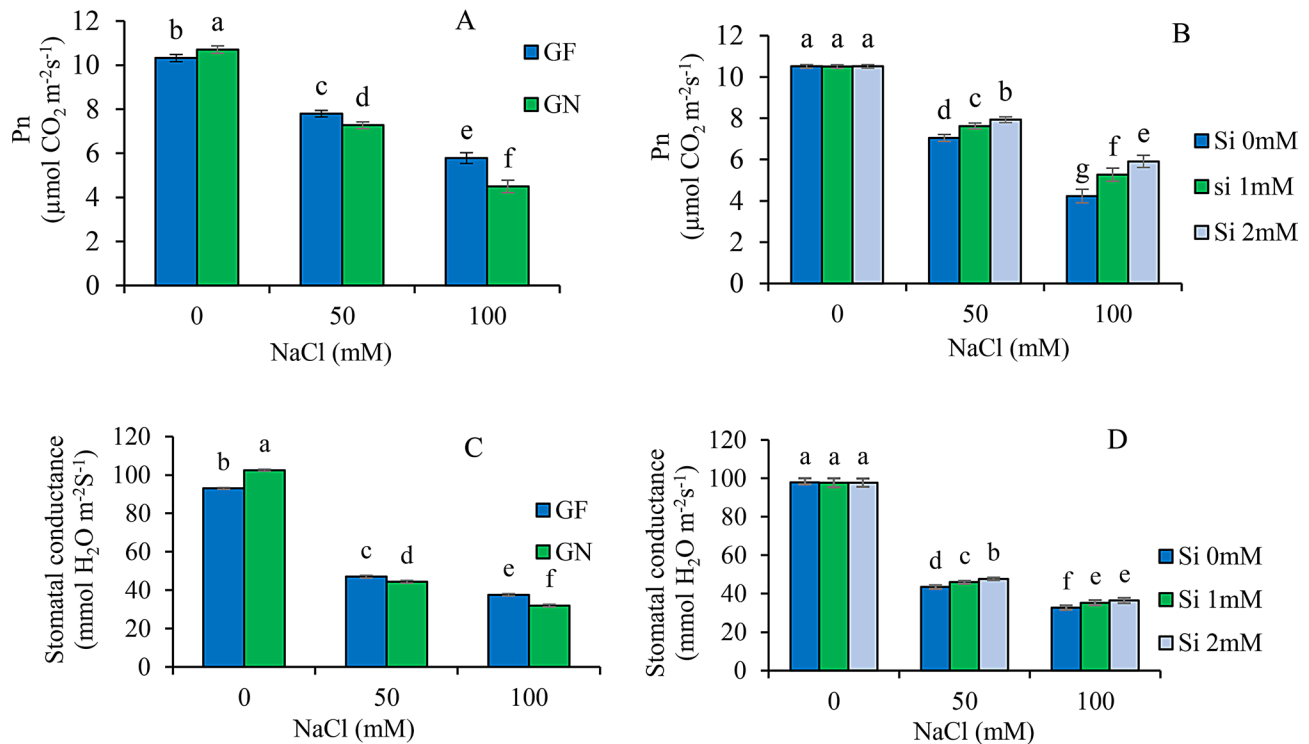 A
Pn
(µmol CO2 m-2s-1)
12
10
8
6
4
2
0
b a
c d
e f
GF
GN
0 50 100
NaCl (mM)
B
Pn
(µmol CO2 m-2s-1)
12
10
8
6
4
2
0
a a a
d c b
g f e
Si 0mM
si 1mM
Si 2mM
0 50 100
NaCl (mM)
C
Stomatal conductance
(mmol H2O m-2S-1)
120
100
80
60
40
20
0
b a
c d
e f
GF
GN
0 50 100
NaCl (mM)
D
Stomatal conductance
(mmol H2O m-2s-1)
120
100
80
60
40
20
0
a a a
d c b
f e e
Si 0mM
Si 1mM
Si 2mM
0 50 100
NaCl (mM)